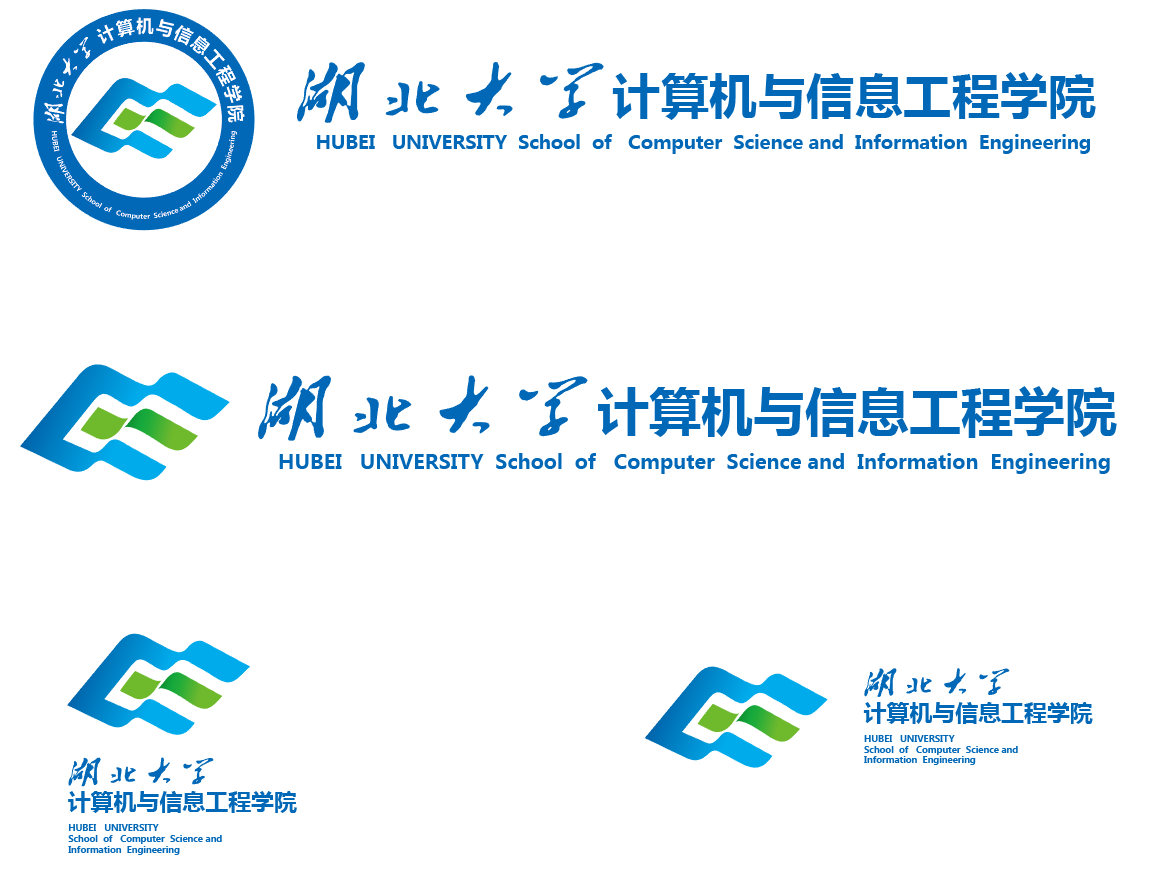 湖北大学 计算机与信息工程学院
HUBEI UNIVERSITY School of Computer Science and Information Engineering
湖北大学计算机与信息工程学院
HUBEI UNIVERSITY School of Computer Science and Information Engineering
湖北大学计算机与信息工程学院
HUBEI UNIVERSITY School of Computer Science and Information Engineering
湖北大学
计算机与信息工程学院
HUBEI UNIVERSITY
School of Computer Science and
Information Engineering
湖北大学
计算机与信息工程学院
HUBEI UNIVERSITY
School of Computer Science and
Information Engineering